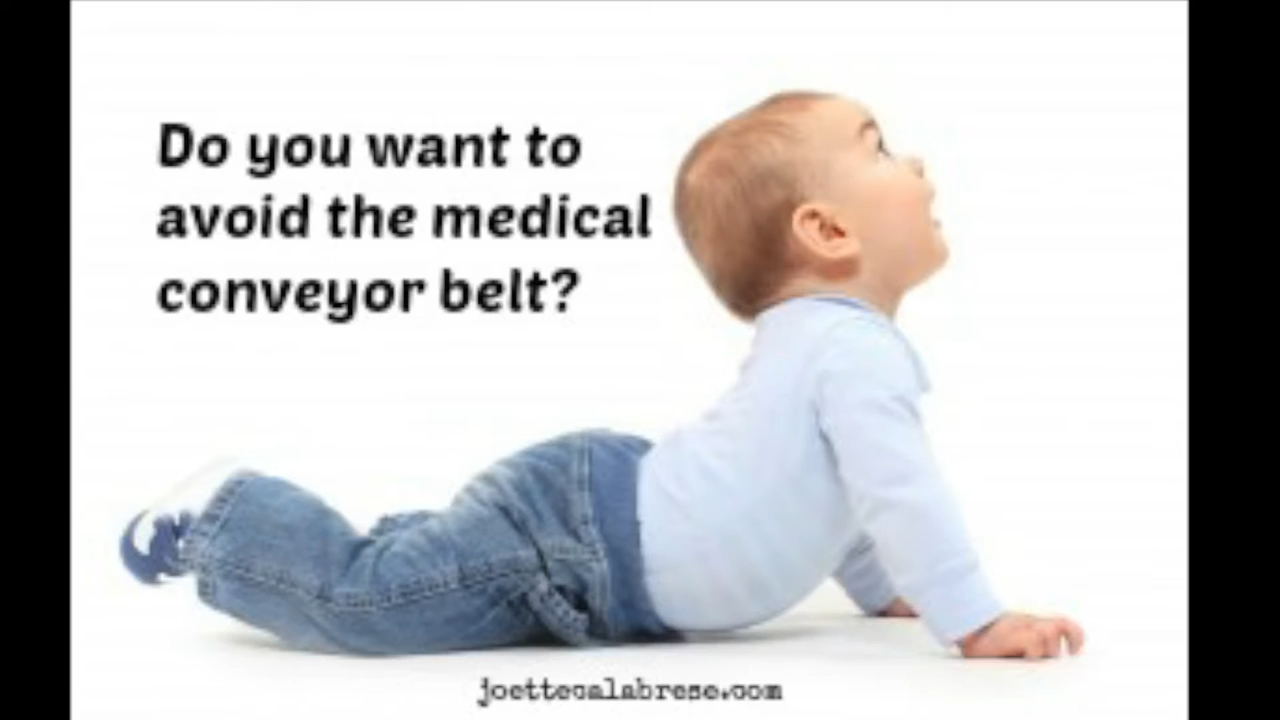 Do you want to
avoid the medical
conveyor belt?
joettecalabrese.com